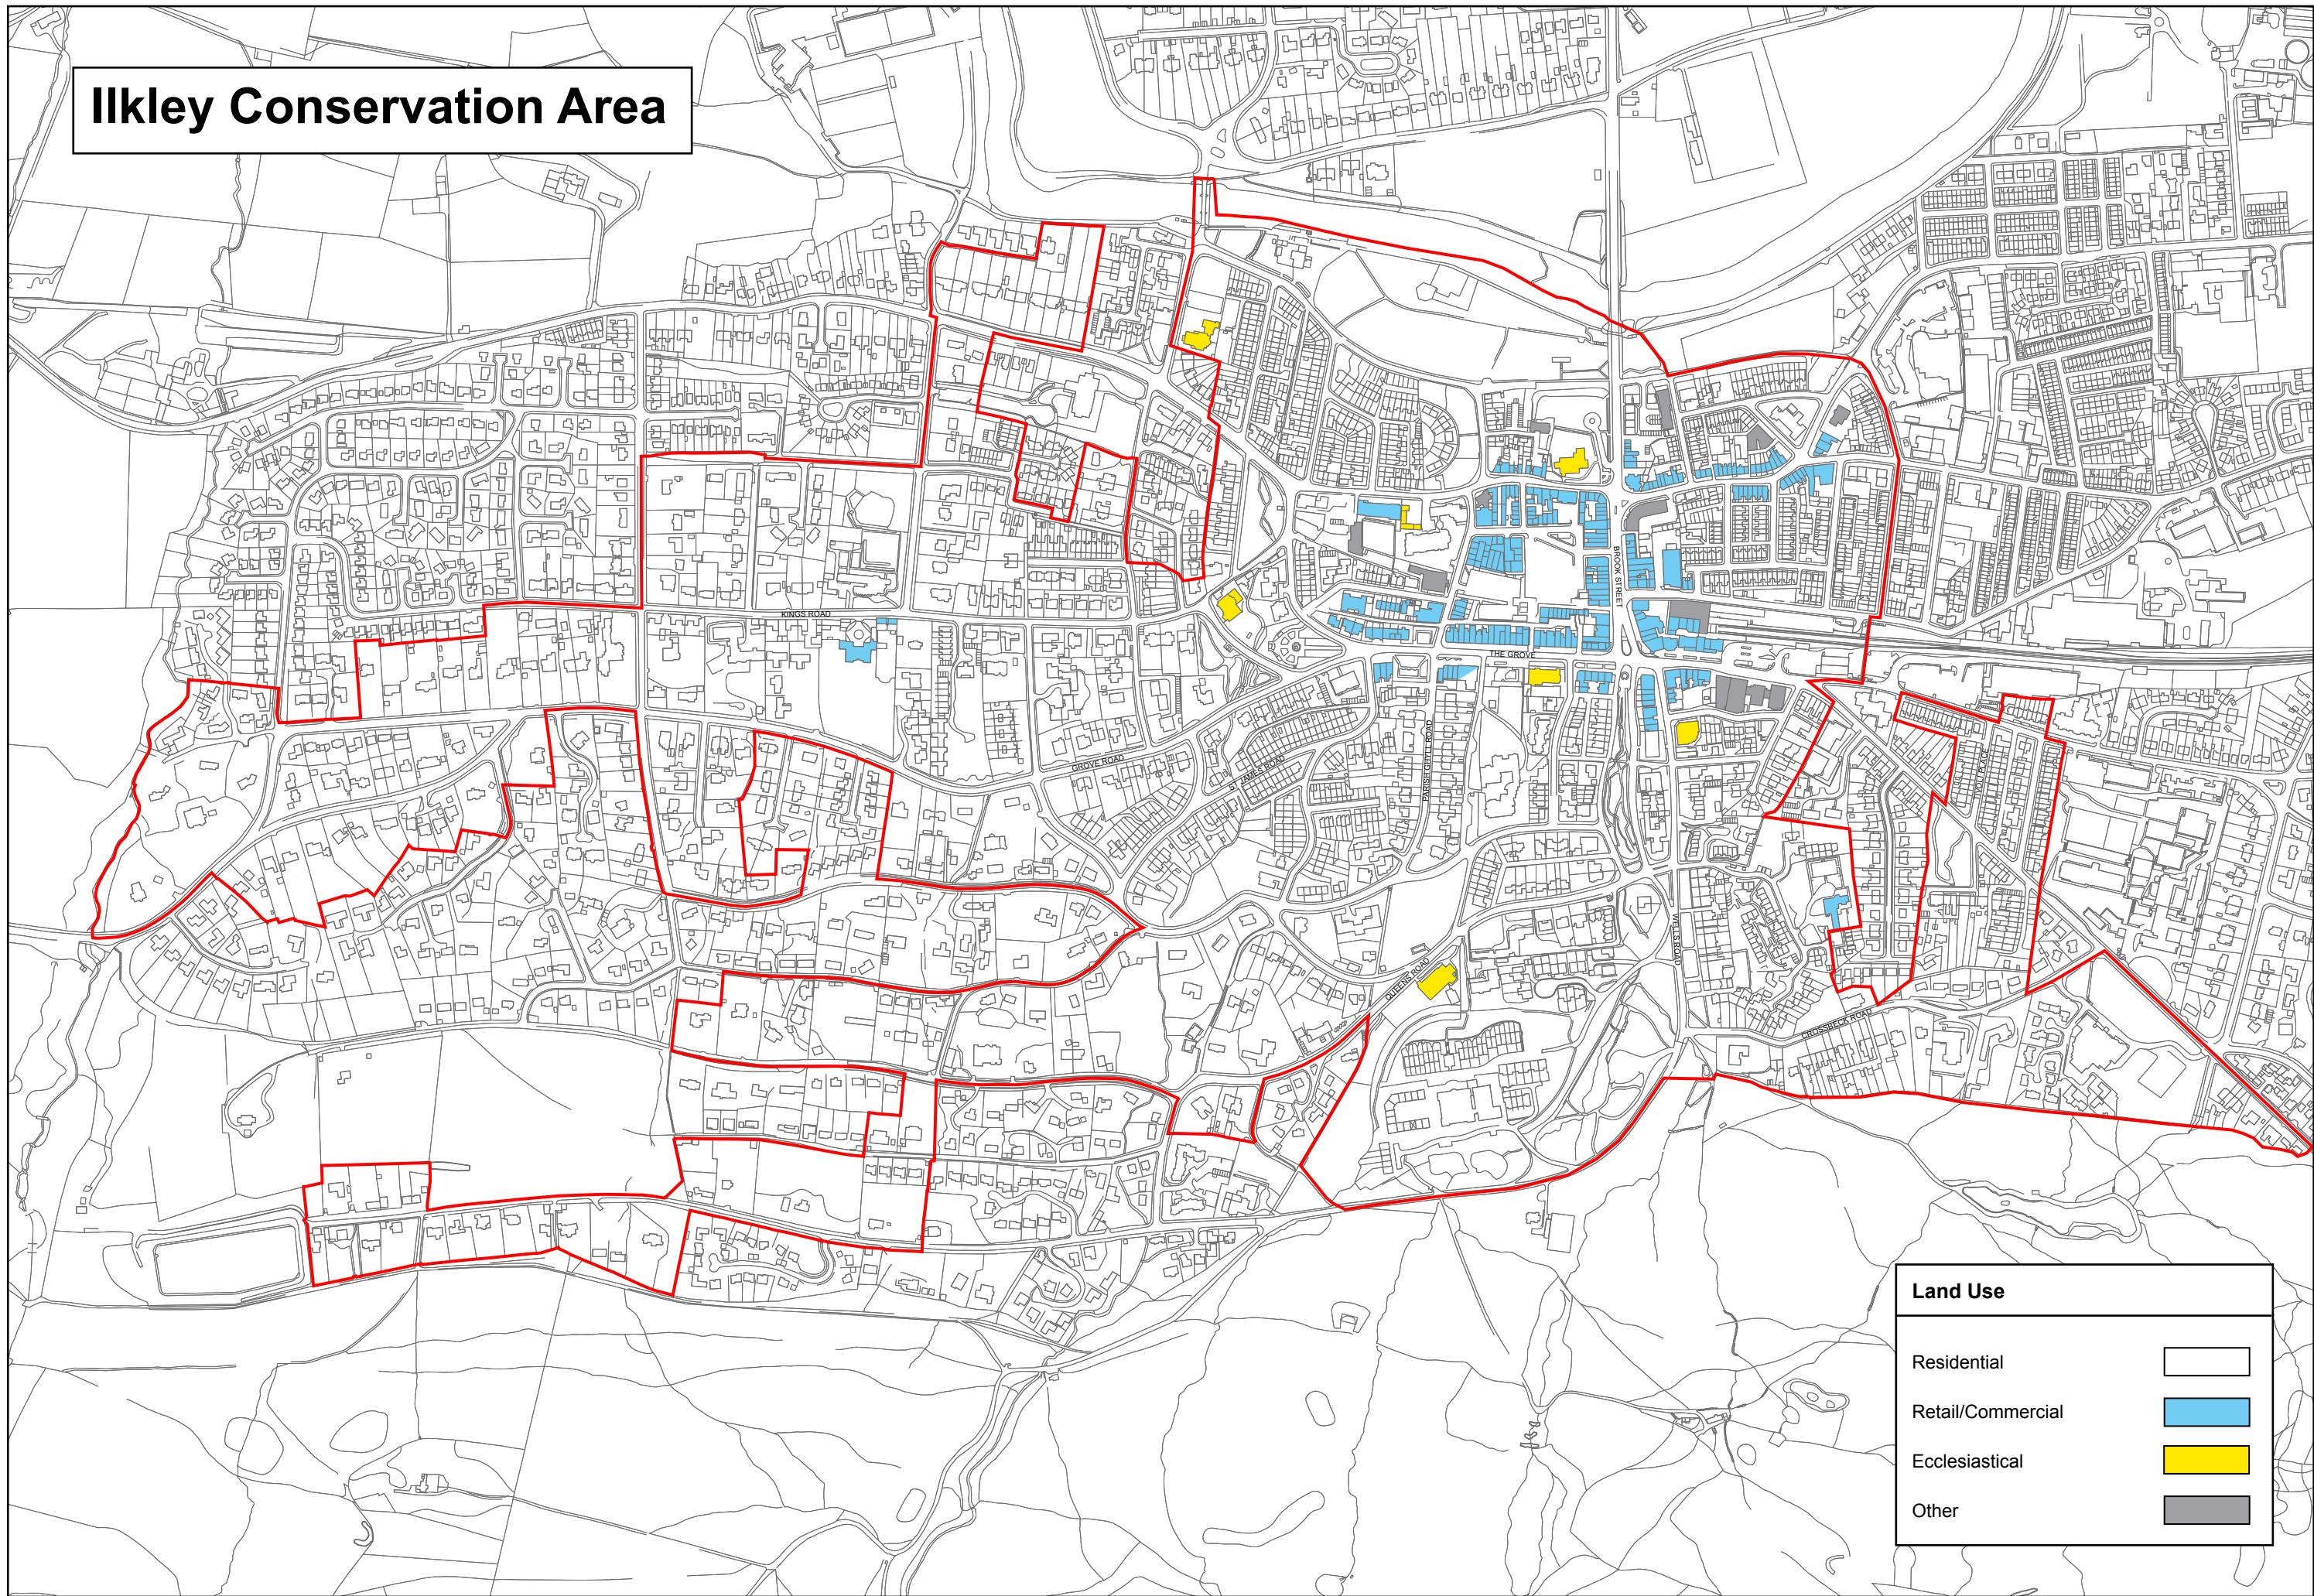 Ilkley Conservation Area
KINGS ROAD
BROOK STREET
THE GROVE
GROVE ROAD
ST JAMES ROAD
PARISH GHYLL ROAD
WELLS ROAD
QUEENS ROAD
CROSSBECK ROAD
Land Use
Residential
Retail/Commercial
Ecclesiastical
Other